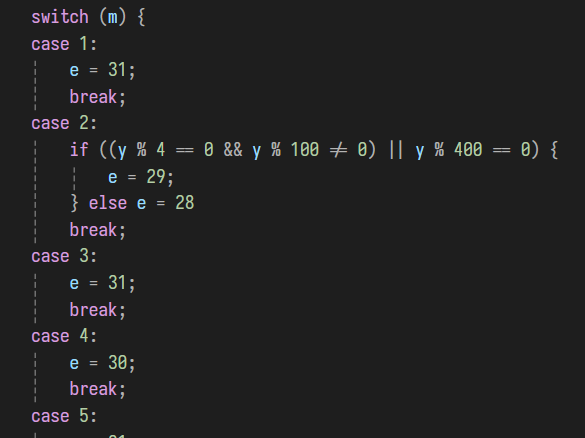 switch (m) {
case 1:
e = 31;
break;
case 2:
if ((y % 4 == 0 && y % 100 != 0) || y % 400 == 0) {
e = 29;
} else e = 28
break;
case 3:
e = 31;
break;
case 4:
e = 30;
break;
case 5: